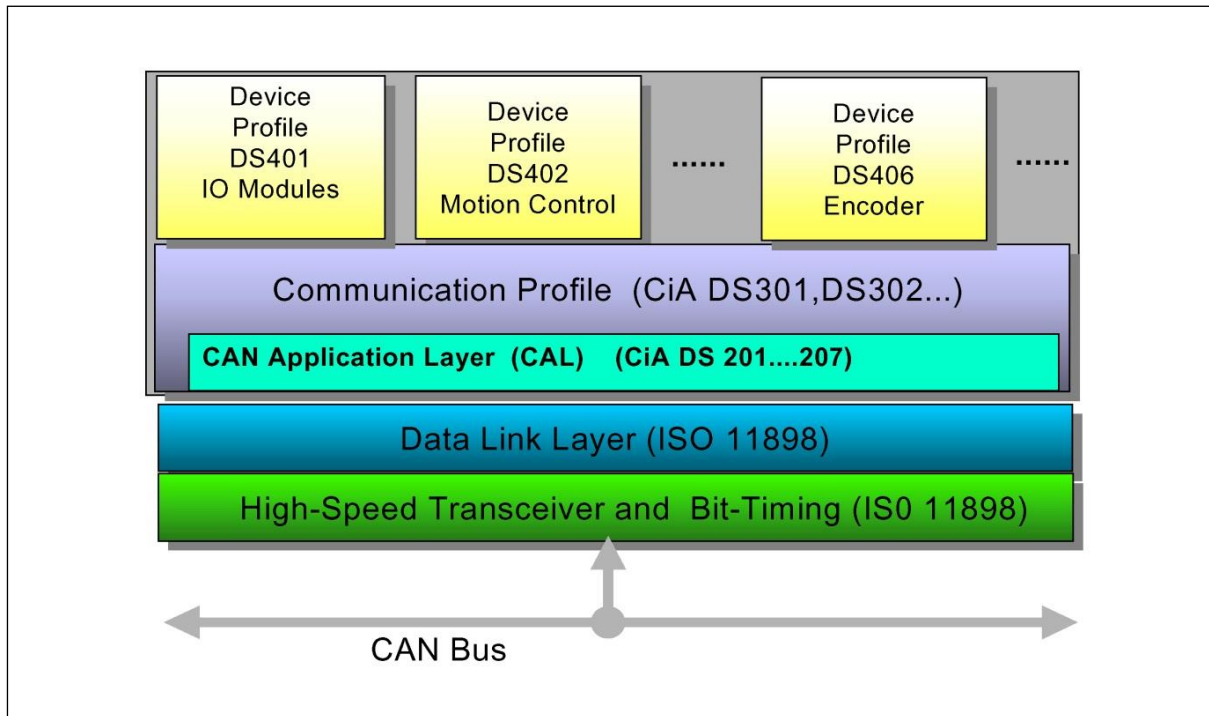 Device
Profile
DS401
IO Modules
Device
Profile
DS402
Motion Control
......
Device
Profile
DS406
Encoder
......
Communication Profile (CiA DS301,DS302...)
CAN Application Layer (CAL) (CiA DS 201....207)
Data Link Layer (ISO 11898)
High-Speed Transceiver and Bit-Timing (IS0 11898)
CAN Bus